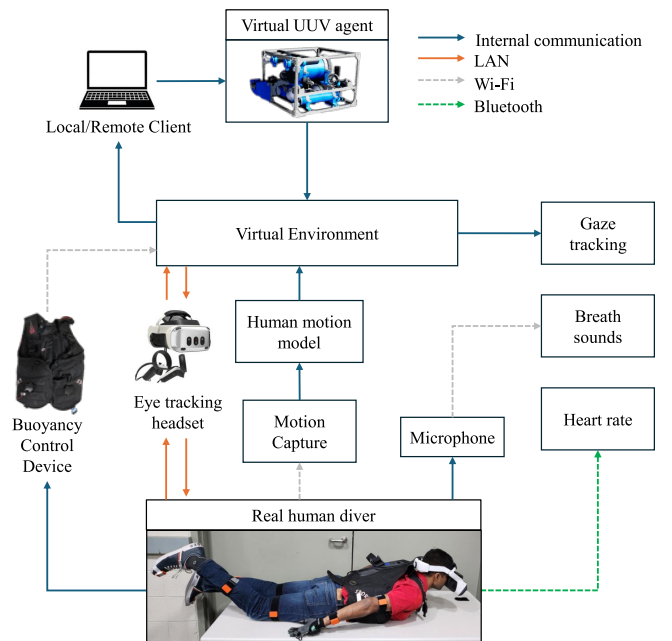 Virtual UUV agent
Internal communication
LAN
Wi-Fi
Bluetooth
Local/Remote Client
Virtual Environment
Gaze
tracking
Human motion
model
Breath
sounds
Buoyancy
Control
Device
Eye tracking
headset
Motion
Capture
Microphone
Heart rate
Real human diver